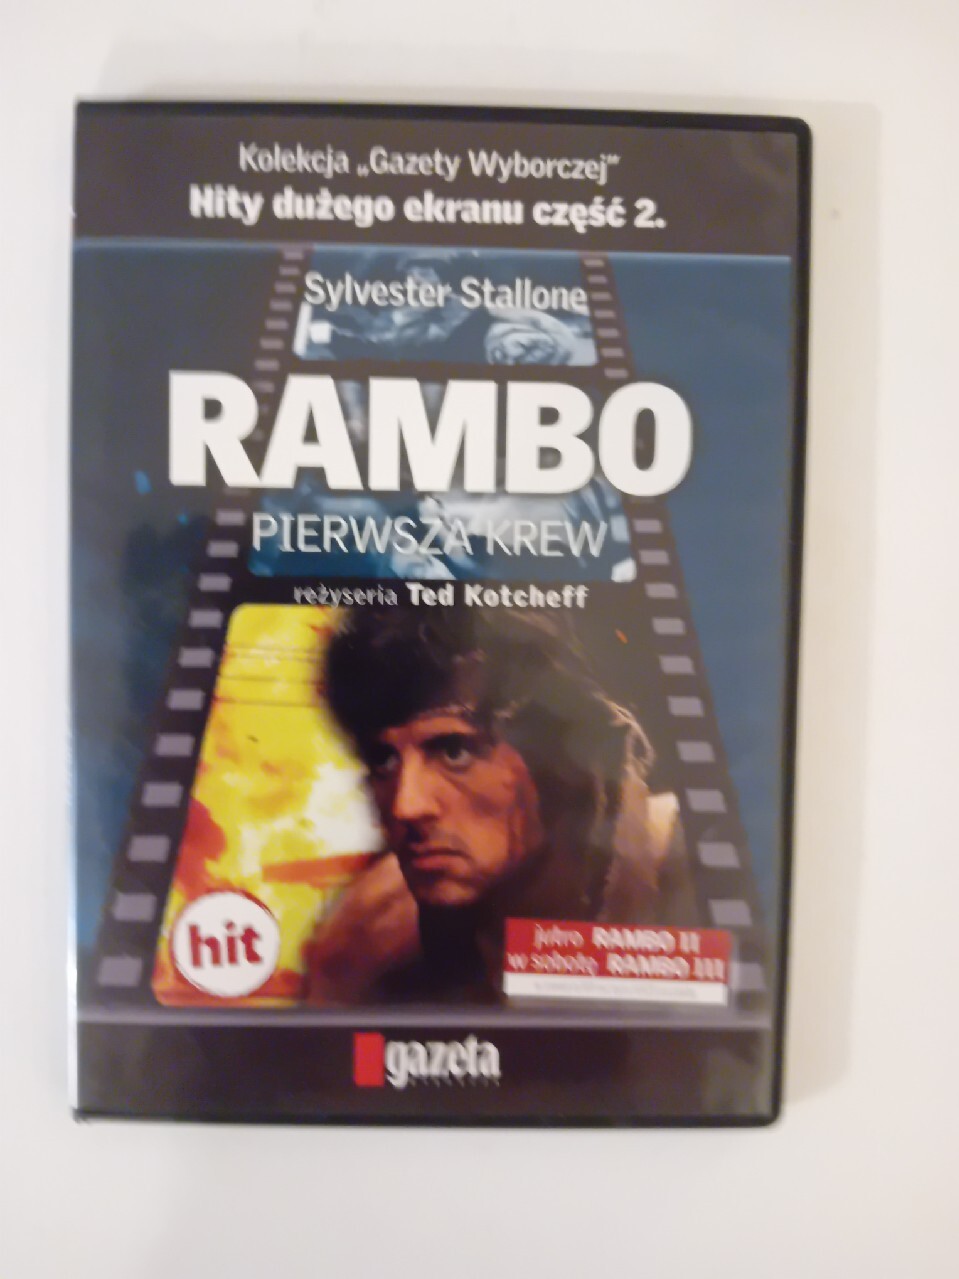 Kolekcja „Gazety Wyborczej”
Hity dużego ekranu część 2.
Sylvester Stallone
RAMBO
PIERWSZA KREW
reżyseria Ted Kotcheff
hit
jutro RAMBO II
w sobotę RAMBO III
gazeta